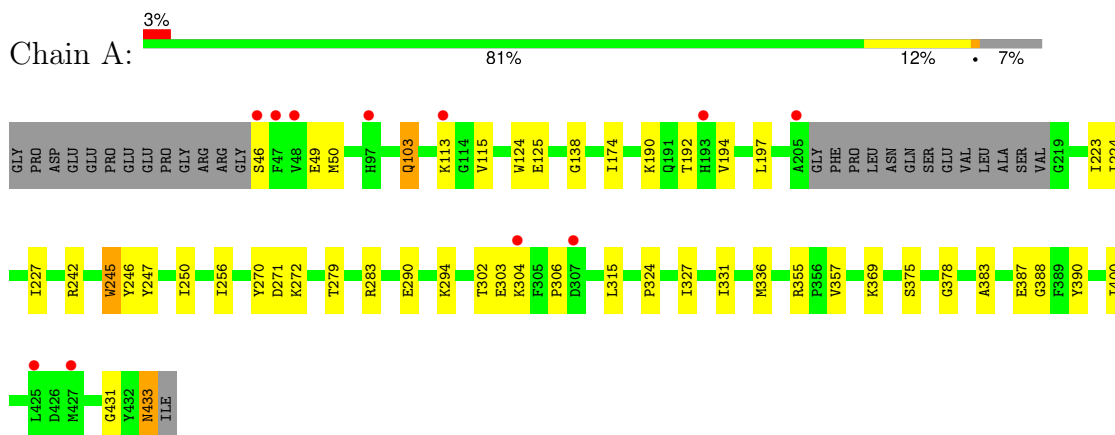 3%
Chain A:
81% 12% • 7%
GLY PRO ASP GLU GLU PRO GLU GLU PRO GLY ARG ARG GLY S46 F47 V48 E49 M50 H97 Q103 K113 G114 V115 W124 E125 G138 I174 K190 Q191 T192 H193 V194 L197 A205 GLY PHE PRO LEU ASN GLN SER GLU VAL LEU ALA SER VAL G219 I223
I227 R242 W245 Y246 Y247 I250 I256 Y270 D271 K272 T279 R283 E290 K294 T302 E303 K304 F305 P306 D307 L315 P324 I327 I331 M336 R355 P356 V357 K369 S375 G378 A383 E387 G388 F389 Y390
L425 D426 M427 G431 Y432 N433 ILE